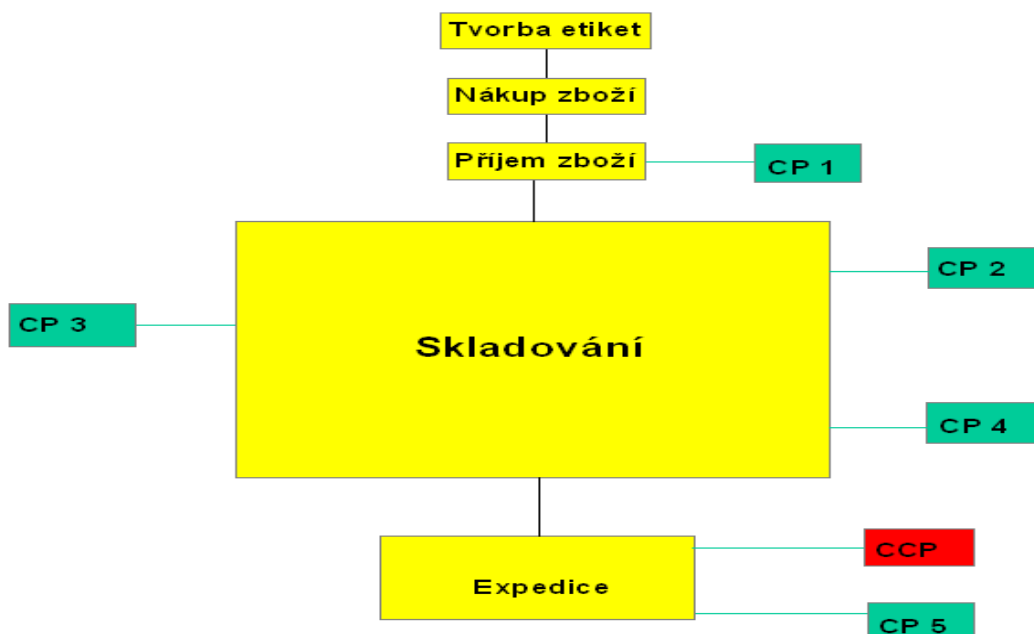 Tvorba etiket
Nákup zboží
Příjem zboží
CP 1
CP 2
CP 3
Skladování
CP 4
CCP
Expedice
CP 5